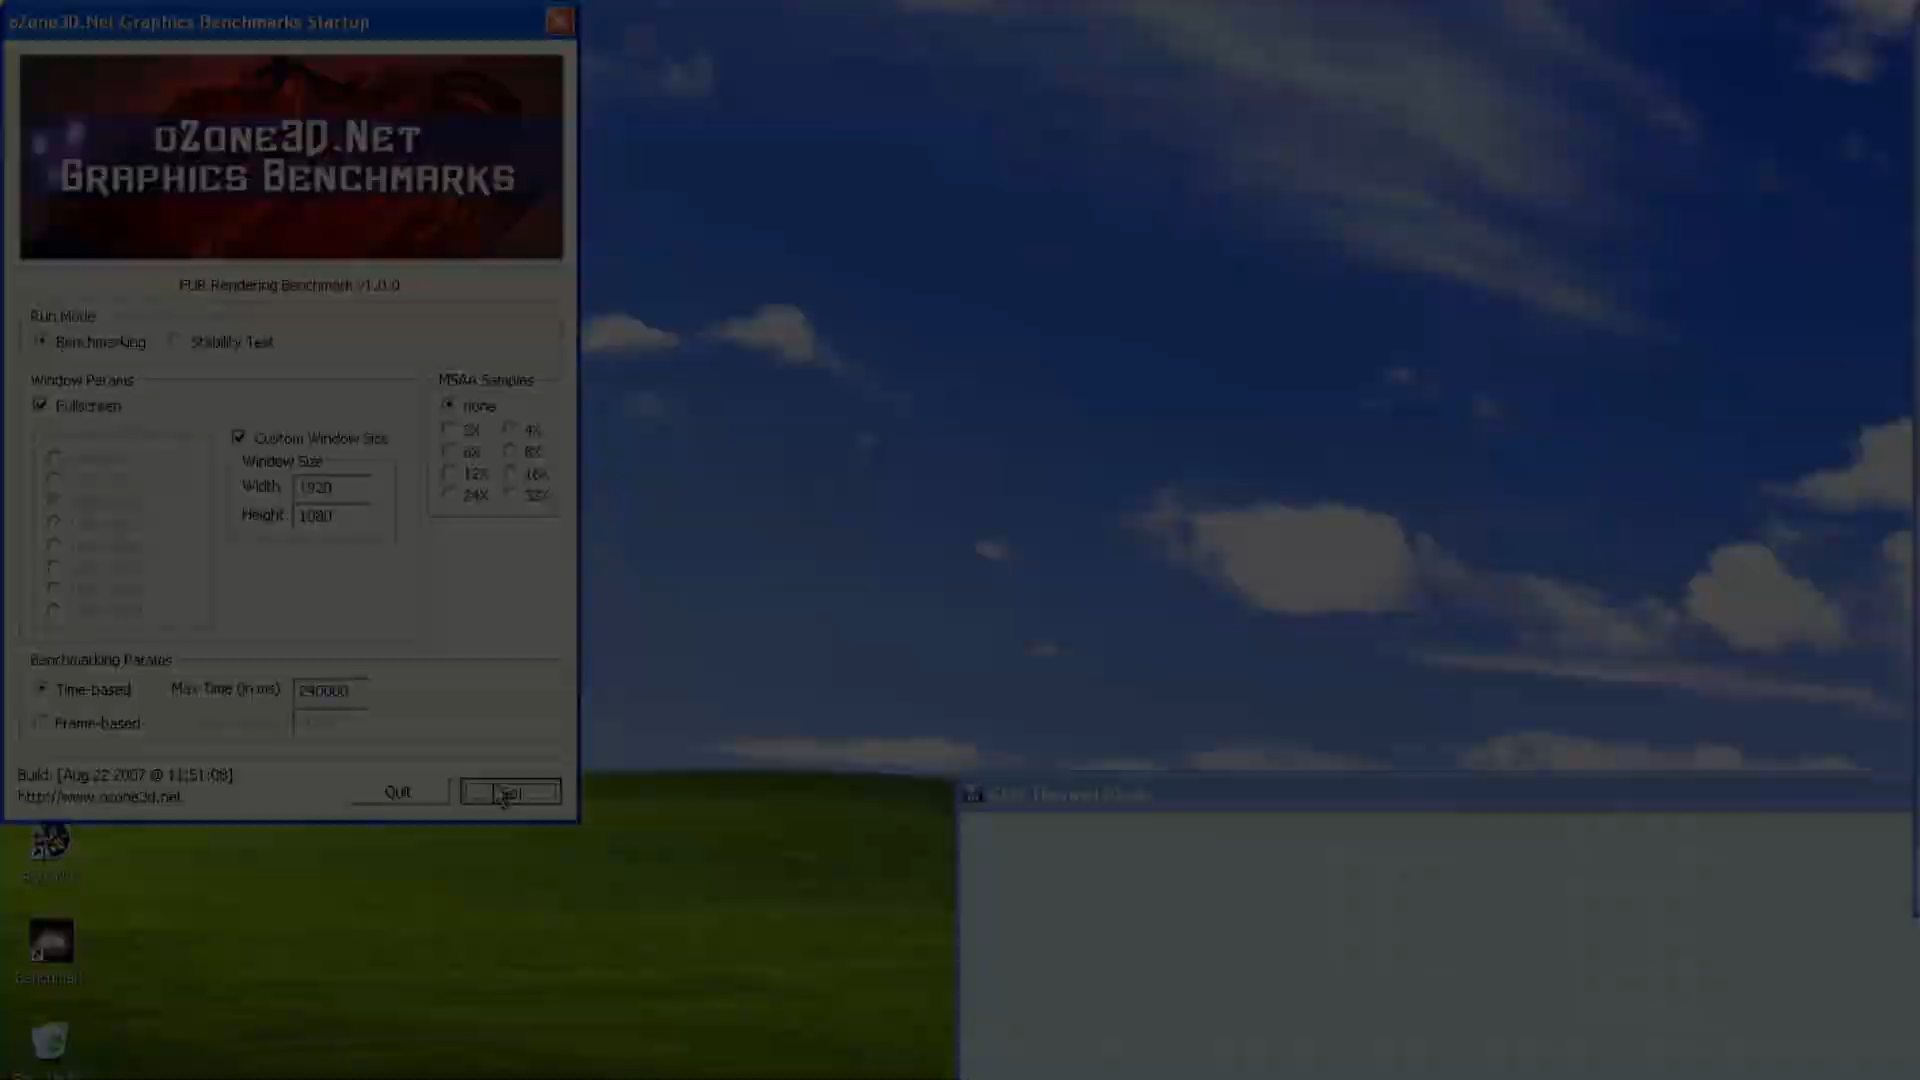 oZone3D.Net Graphics Benchmarks Startup
oZone3D.Net
Graphics Benchmarks
FUR Rendering Benchmark v1.0.0
Run Mode
Benchmarking
Stability Test
Window Params
MSAA Samples
Fullscreen
none
2X
4X
Custom Window Size
Window Size
8X
12X
16X
24X
32X
Width
1920
Height
1080
Benchmarking Params
Time-based
Max Time (in ms)
240000
Frame-based
Build: [Aug 22 2007 @ 11:51:08]
http://www.ozone3d.net
Quit